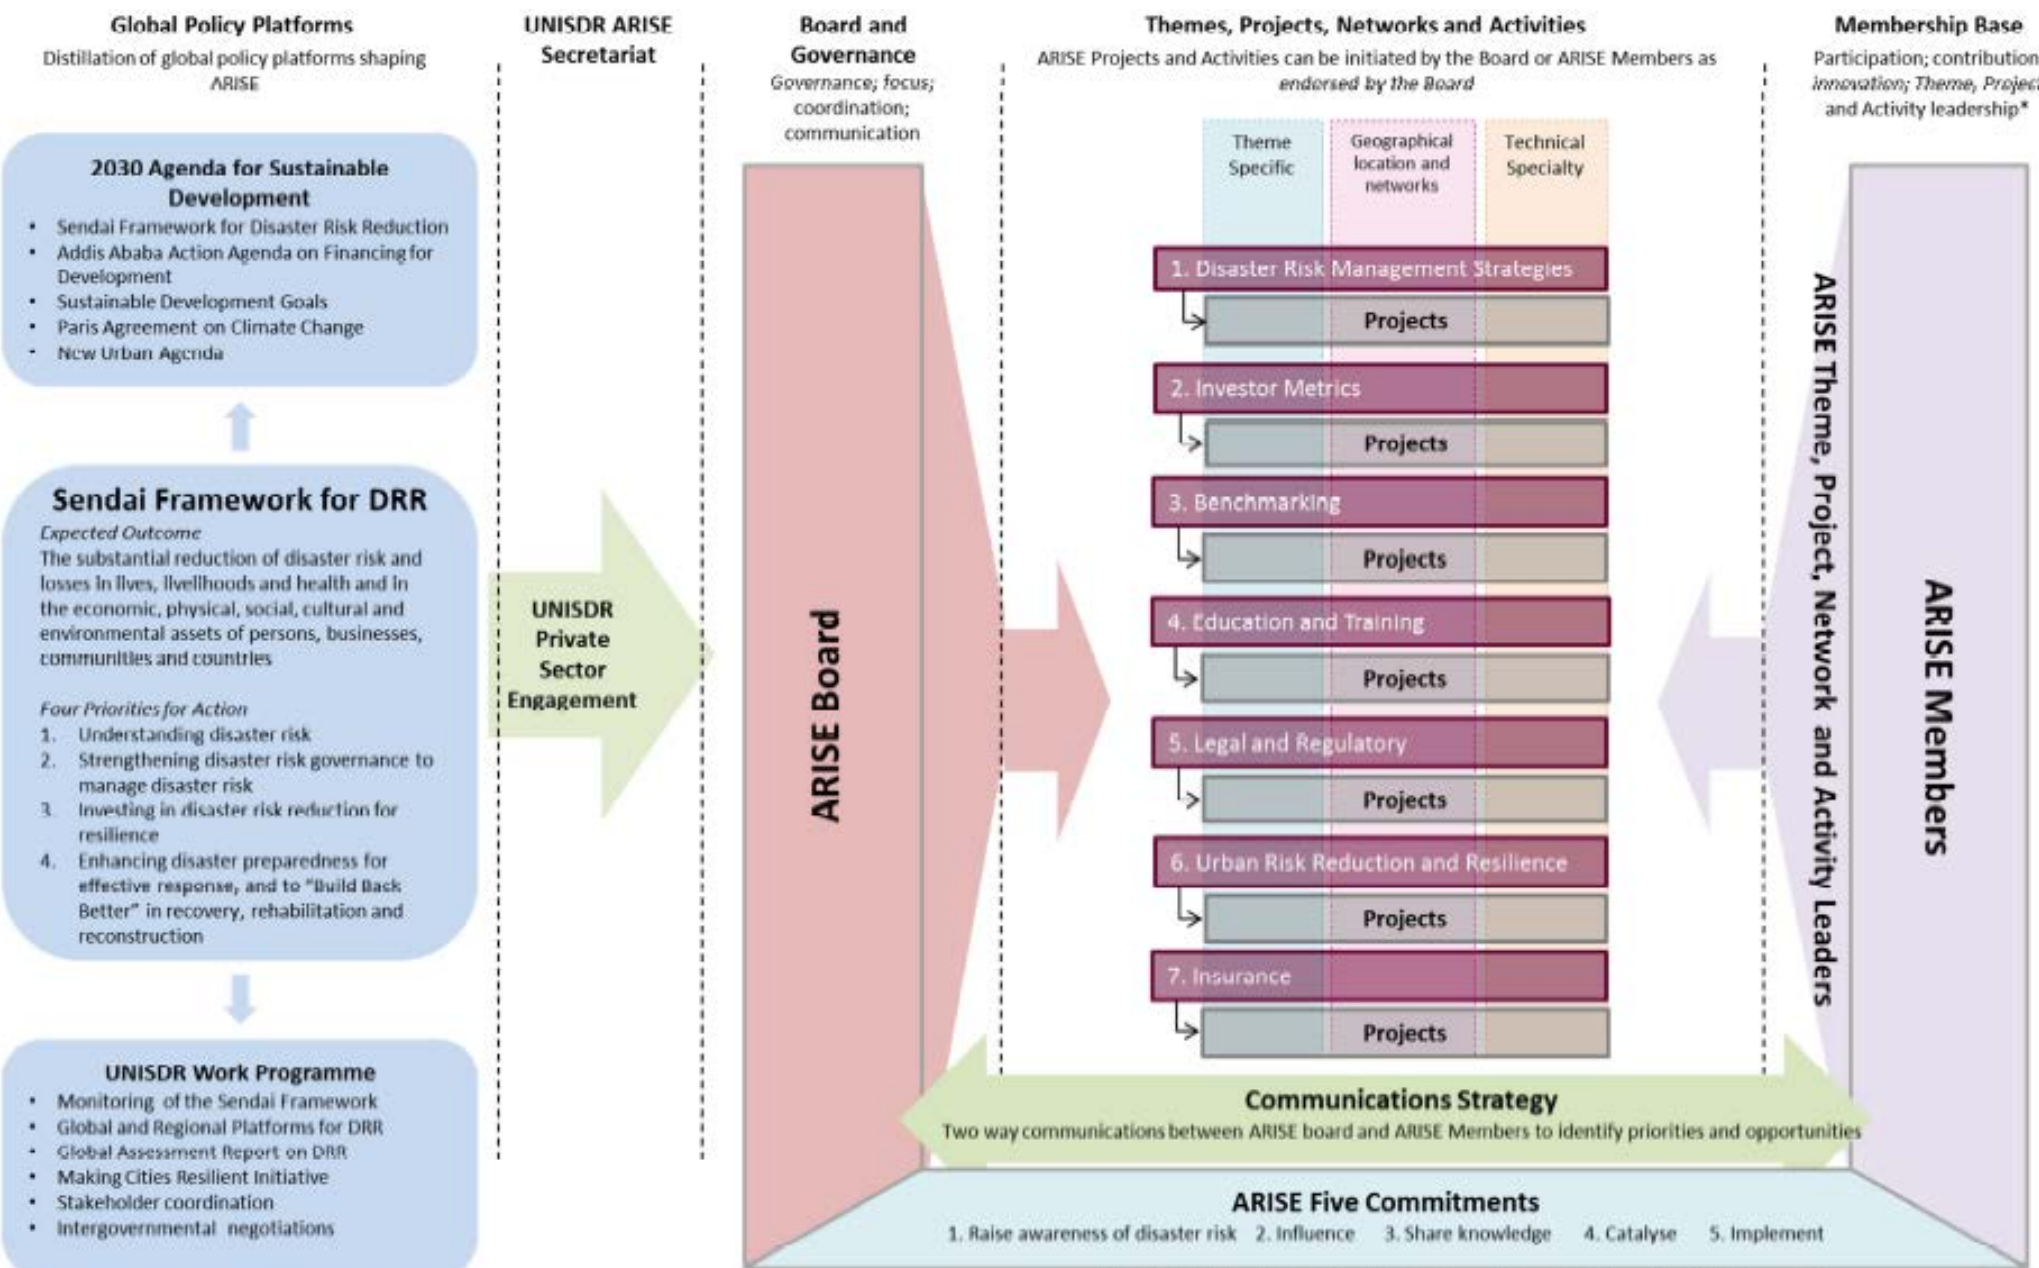 Global Policy Platforms
Distillation of global policy platforms shaping
ARISE
2030 Agenda for Sustainable
Development
• Sendai Framework for Disaster Risk Reduction
• Addis Ababa Action Agenda on Financing for
Development
• Sustainable Development Goals
• Paris Agreement on Climate Change
• New Urban Agenda
Sendai Framework for DRR
Expected Outcome
The substantial reduction of disaster risk and
losses in lives, livelihoods and health and in
the economic, physical, social, cultural and
environmental assets of persons, businesses,
communities and countries
Four Priorities for Action
1. Understanding disaster risk
2. Strengthening disaster risk governance to
manage disaster risk
3. Investing in disaster risk reduction for
resilience
4. Enhancing disaster preparedness for
effective response, and to "Build Back
Better" in recovery, rehabilitation and
reconstruction
UNISDR Work Programme
• Monitoring of the Sendai Framework
• Global and Regional Platforms for DRR
• Global Assessment Report on DRR
• Making Cities Resilient Initiative
• Stakeholder coordination
• Intergovernmental negotiations
UNISDR ARISE
Secretariat
UNISDR
Private
Sector
Engagement
Board and
Governance
Governance; focus;
coordination;
communication
ARISE Board
Themes, Projects, Networks and Activities
ARISE Projects and Activities can be initiated by the Board or ARISE Members as
endorsed by the Board
Theme
Specific
Geographical
location and
networks
Technical
Specialty
1. Disaster Risk Management Strategies
Projects
2. Investor Metrics
Projects
3. Benchmarking
Projects
4. Education and Training
Projects
5. Legal and Regulatory
Projects
6. Urban Risk Reduction and Resilience
Projects
7. Insurance
Projects
Communications Strategy
Two way communications between ARISE board and ARISE Members to identify priorities and opportunities
ARISE Five Commitments
1. Raise awareness of disaster risk 2. Influence 3. Share knowledge 4. Catalyse 5. Implement
Membership Base
Participation; contribution
innovation; Theme, Project
and Activity leadership*
ARISE Theme, Project, Network and Activity Leaders
ARISE Members